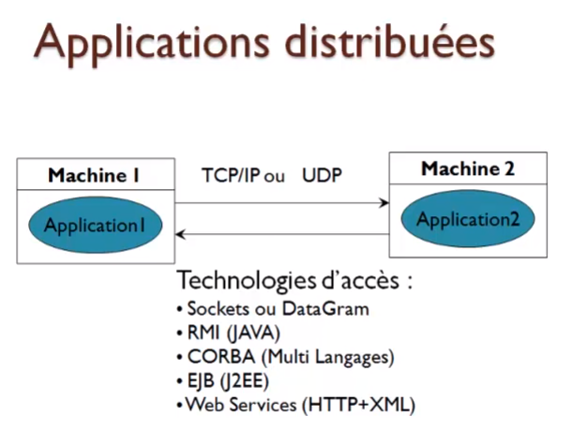 Applications distribuées
Machine 1
TCP/IP ou UDP
Machine 2
Application1
Application2
Technologies d'accès :
• Sockets ou DataGram
• RMI (JAVA)
• CORBA (Multi Langages)
• EJB (J2EE)
•Web Services (HTTP+XML)